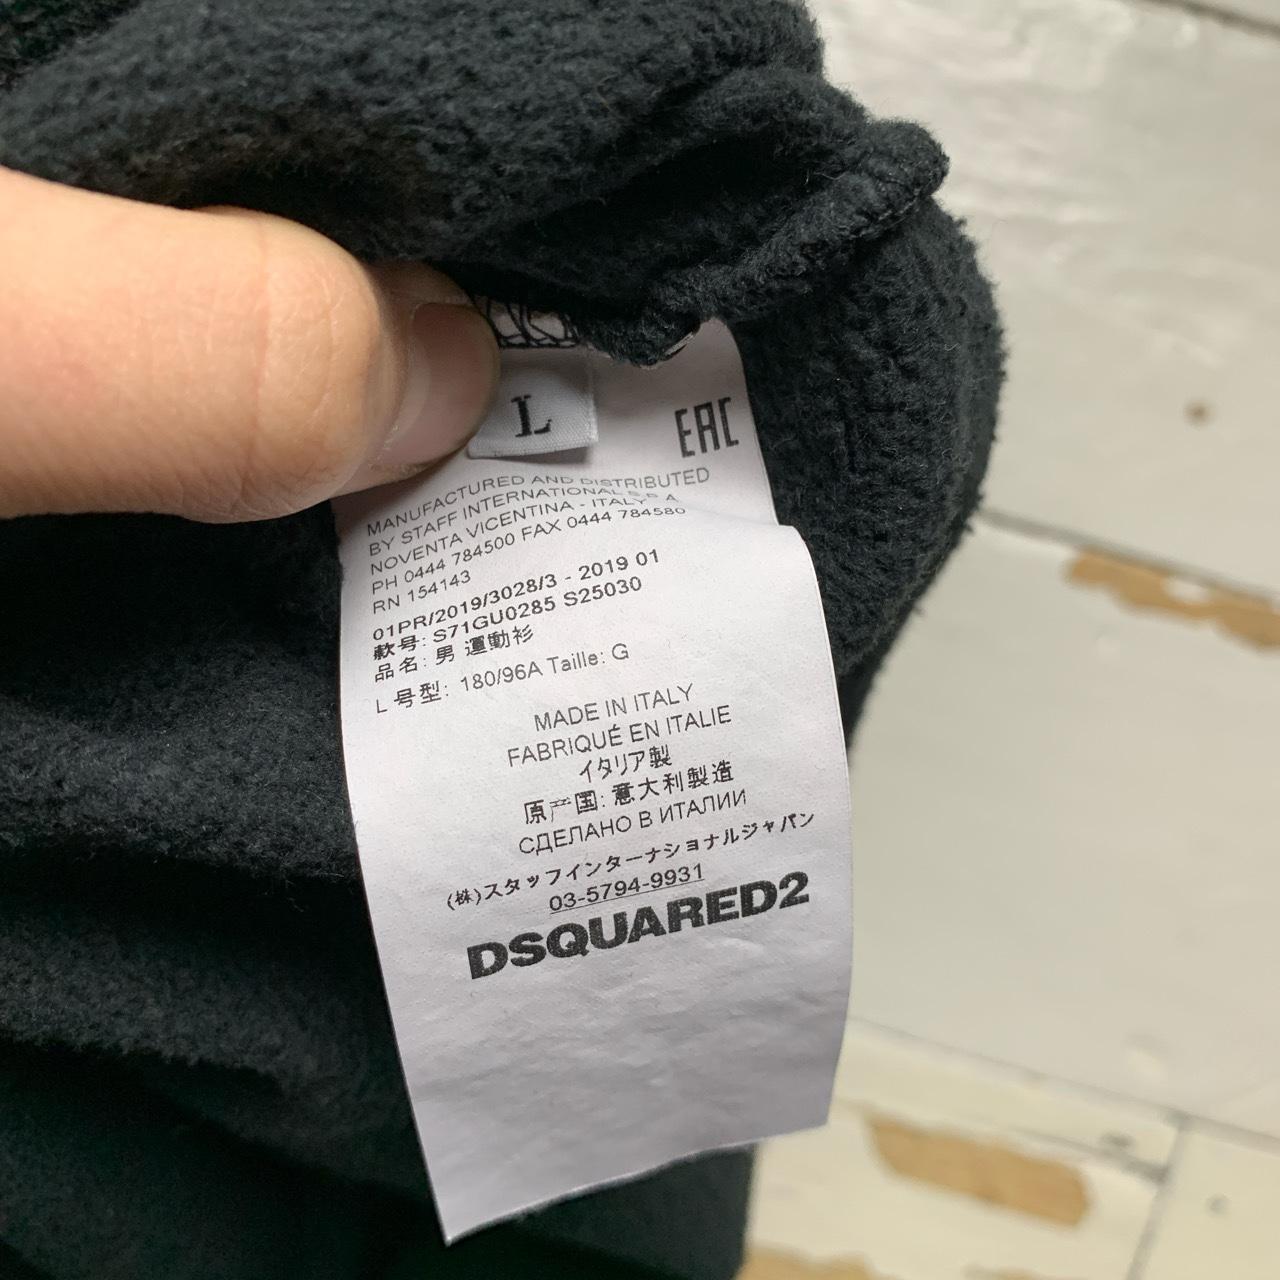 L
EAC
MANUFACTURED AND DISTRIBUTED
BY STAFF INTERNATIONAL S.P.A.
NOVENTA VICENTINA - ITALY
PH 0444 784500 FAX 0444 784580
RN 154143
01PR/2019/3028/3 - 2019 01
款号: S71GU0285 S25030
品名: 男 運動衫
L 号型: 180/96A Taille: G
MADE IN ITALY
FABRIQUÉ EN ITALIE
イタリア製
原产国: 意大利製造
СДЕЛАНО В ИТАЛИИ
(株)スタッフインターナショナルジャパン
03-5794-9931
DSQUARED2